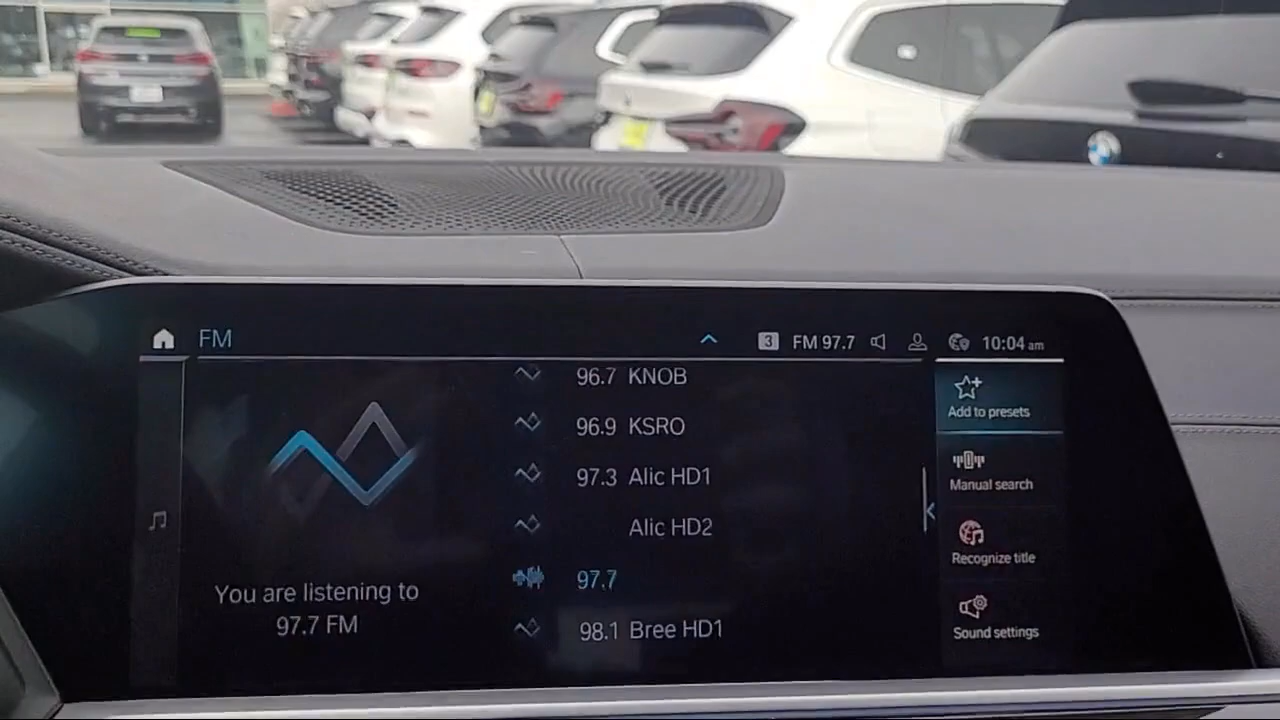 FM
3 FM 97.7 10:04 am
96.7 KNOB
96.9 KSRO
97.3 Alic HD1
Alic HD2
97.7
98.1 Bree HD1
You are listening to
97.7 FM
Add to presets
Manual search
Recognize title
Sound settings